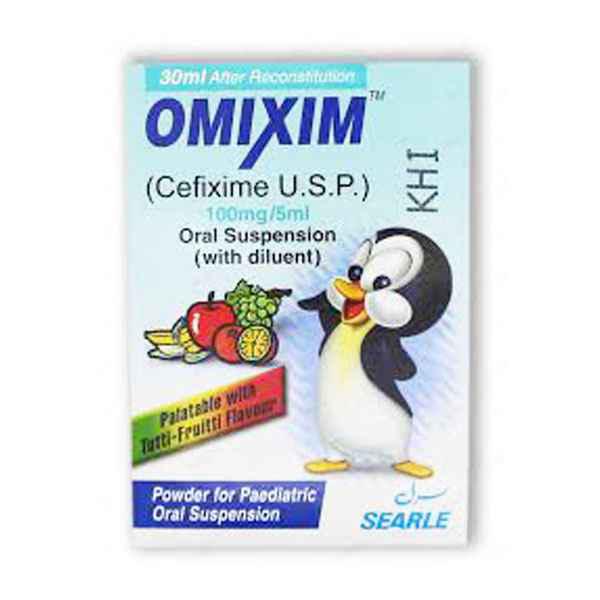 30ml After Reconstitution
OMIXIM™
(Cefixime U.S.P.)
100mg/5ml
Oral Suspension
(with diluent)
KHI
Palatable with
Tutti-Fruitti Flavour
Powder for Paediatric
Oral Suspension
سرل
SEARLE